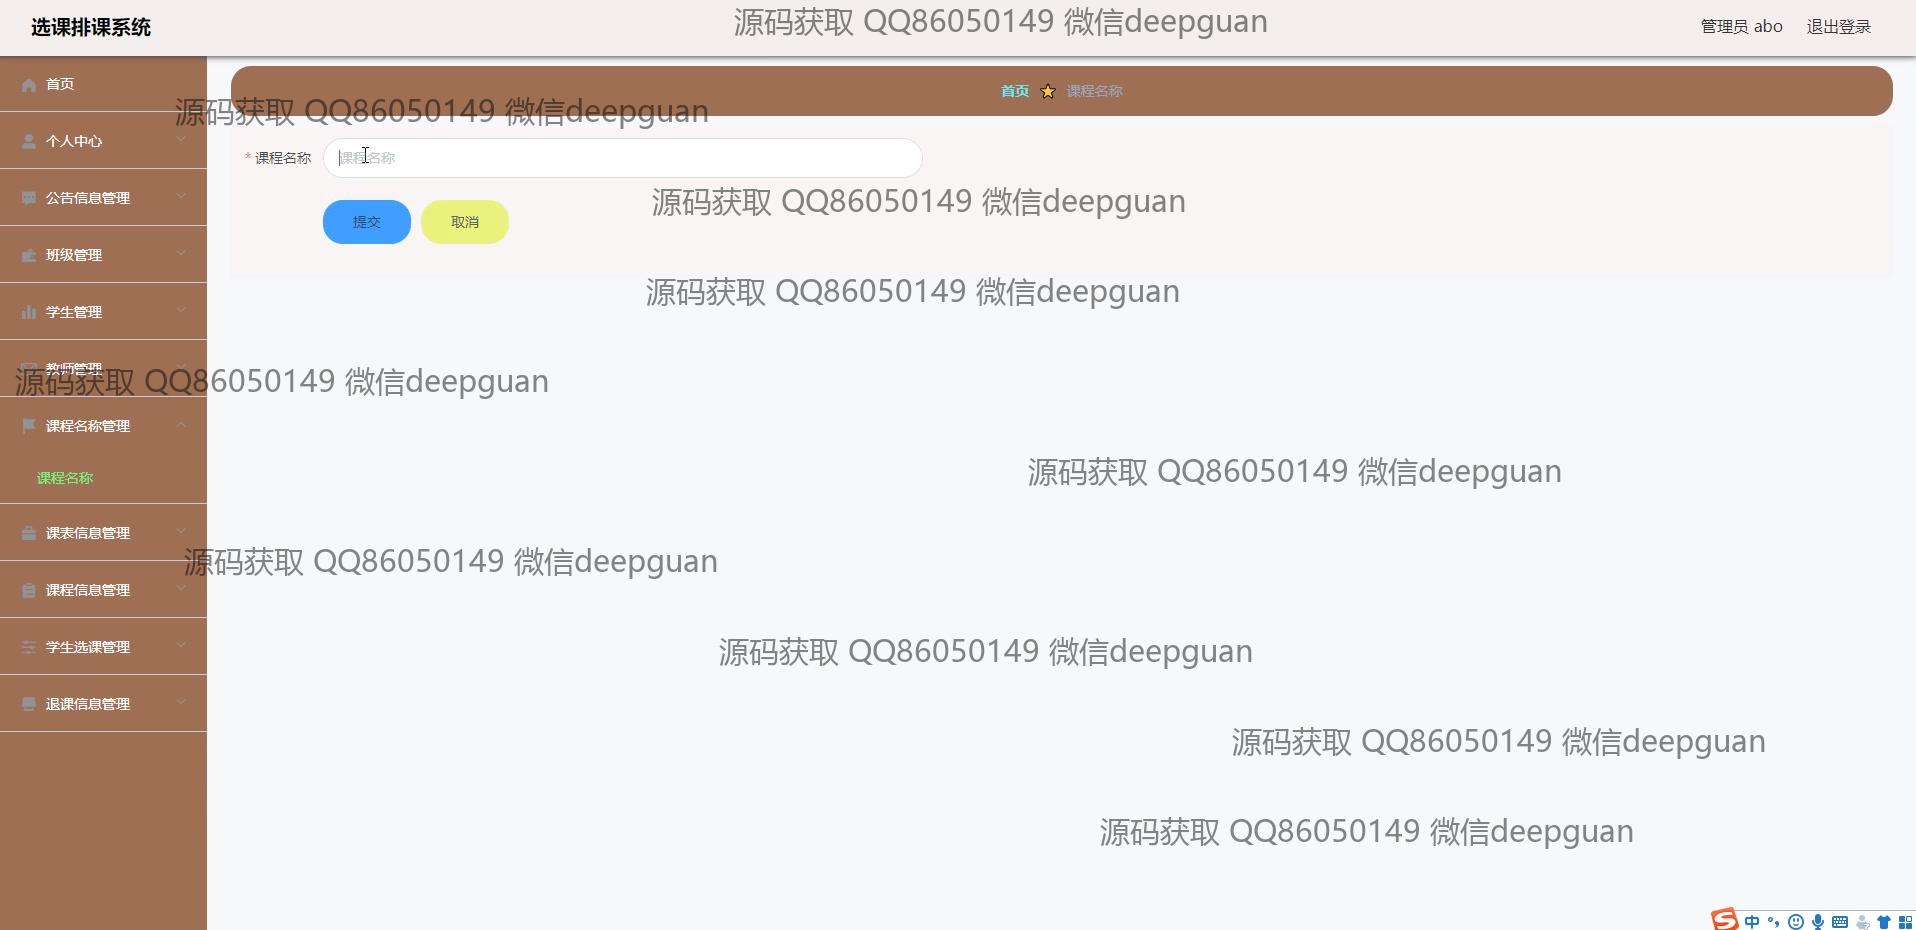 选课排课系统
源码获取 QQ86050149 微信deepguan
管理员 abo
退出登录
首页
首页
课程名称
源码获取 QQ86050149 微信deepguan
个人中心
* 课程名称
课程名称
公告信息管理
源码获取 QQ86050149 微信deepguan
提交
取消
班级管理
源码获取 QQ86050149 微信deepguan
学生管理
教师管理
源码获取 QQ86050149 微信deepguan
课程名称管理
课程名称
源码获取 QQ86050149 微信deepguan
课表信息管理
源码获取 QQ86050149 微信deepguan
课程信息管理
学生选课管理
源码获取 QQ86050149 微信deepguan
退课信息管理
源码获取 QQ86050149 微信deepguan
源码获取 QQ86050149 微信deepguan
S中